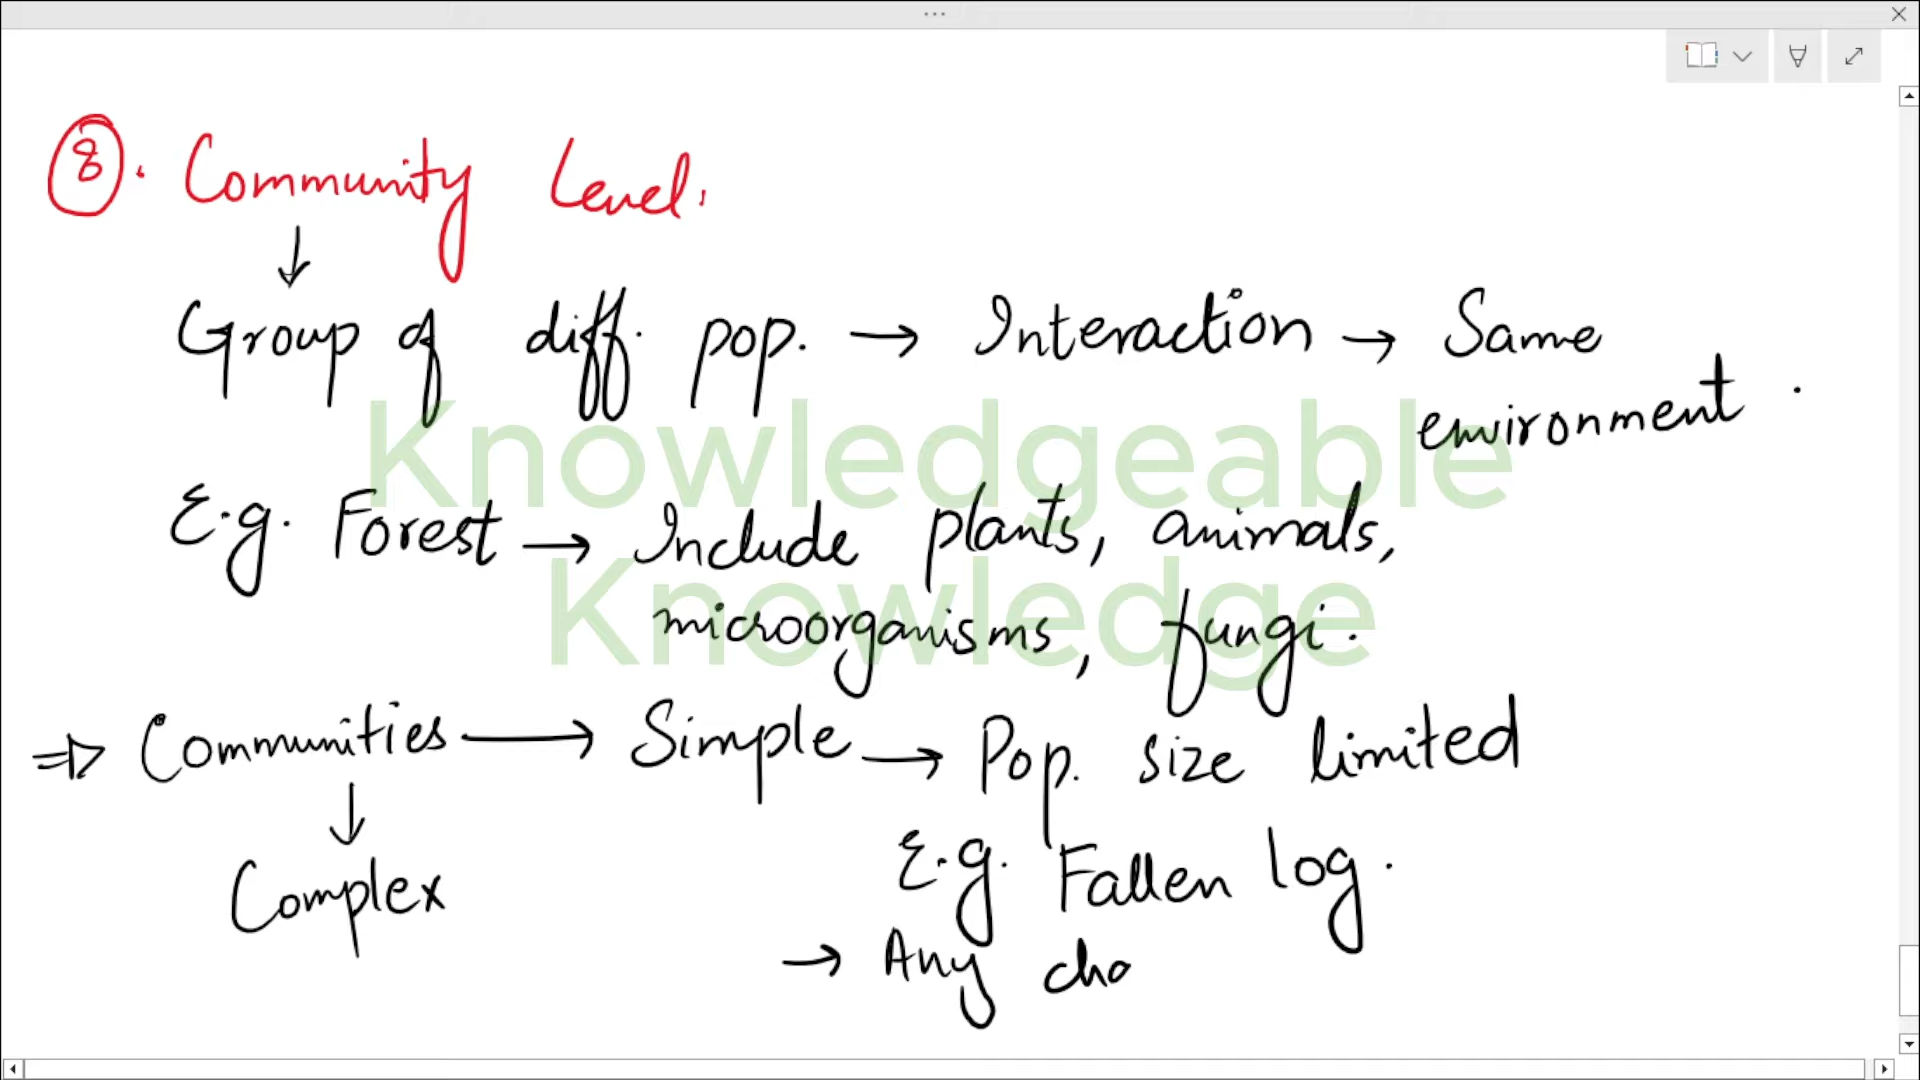 8. Community Level.
↓
Group of diff. pop. → Interaction → Same
environment.
E.g. Forest → Include plants, animals,
microorganisms, fungi.
⇒ Communities → Simple → Pop. size limited
↓
Complex
E.g. Fallen log.
→ Any cha
Knowledgeable
Knowledge